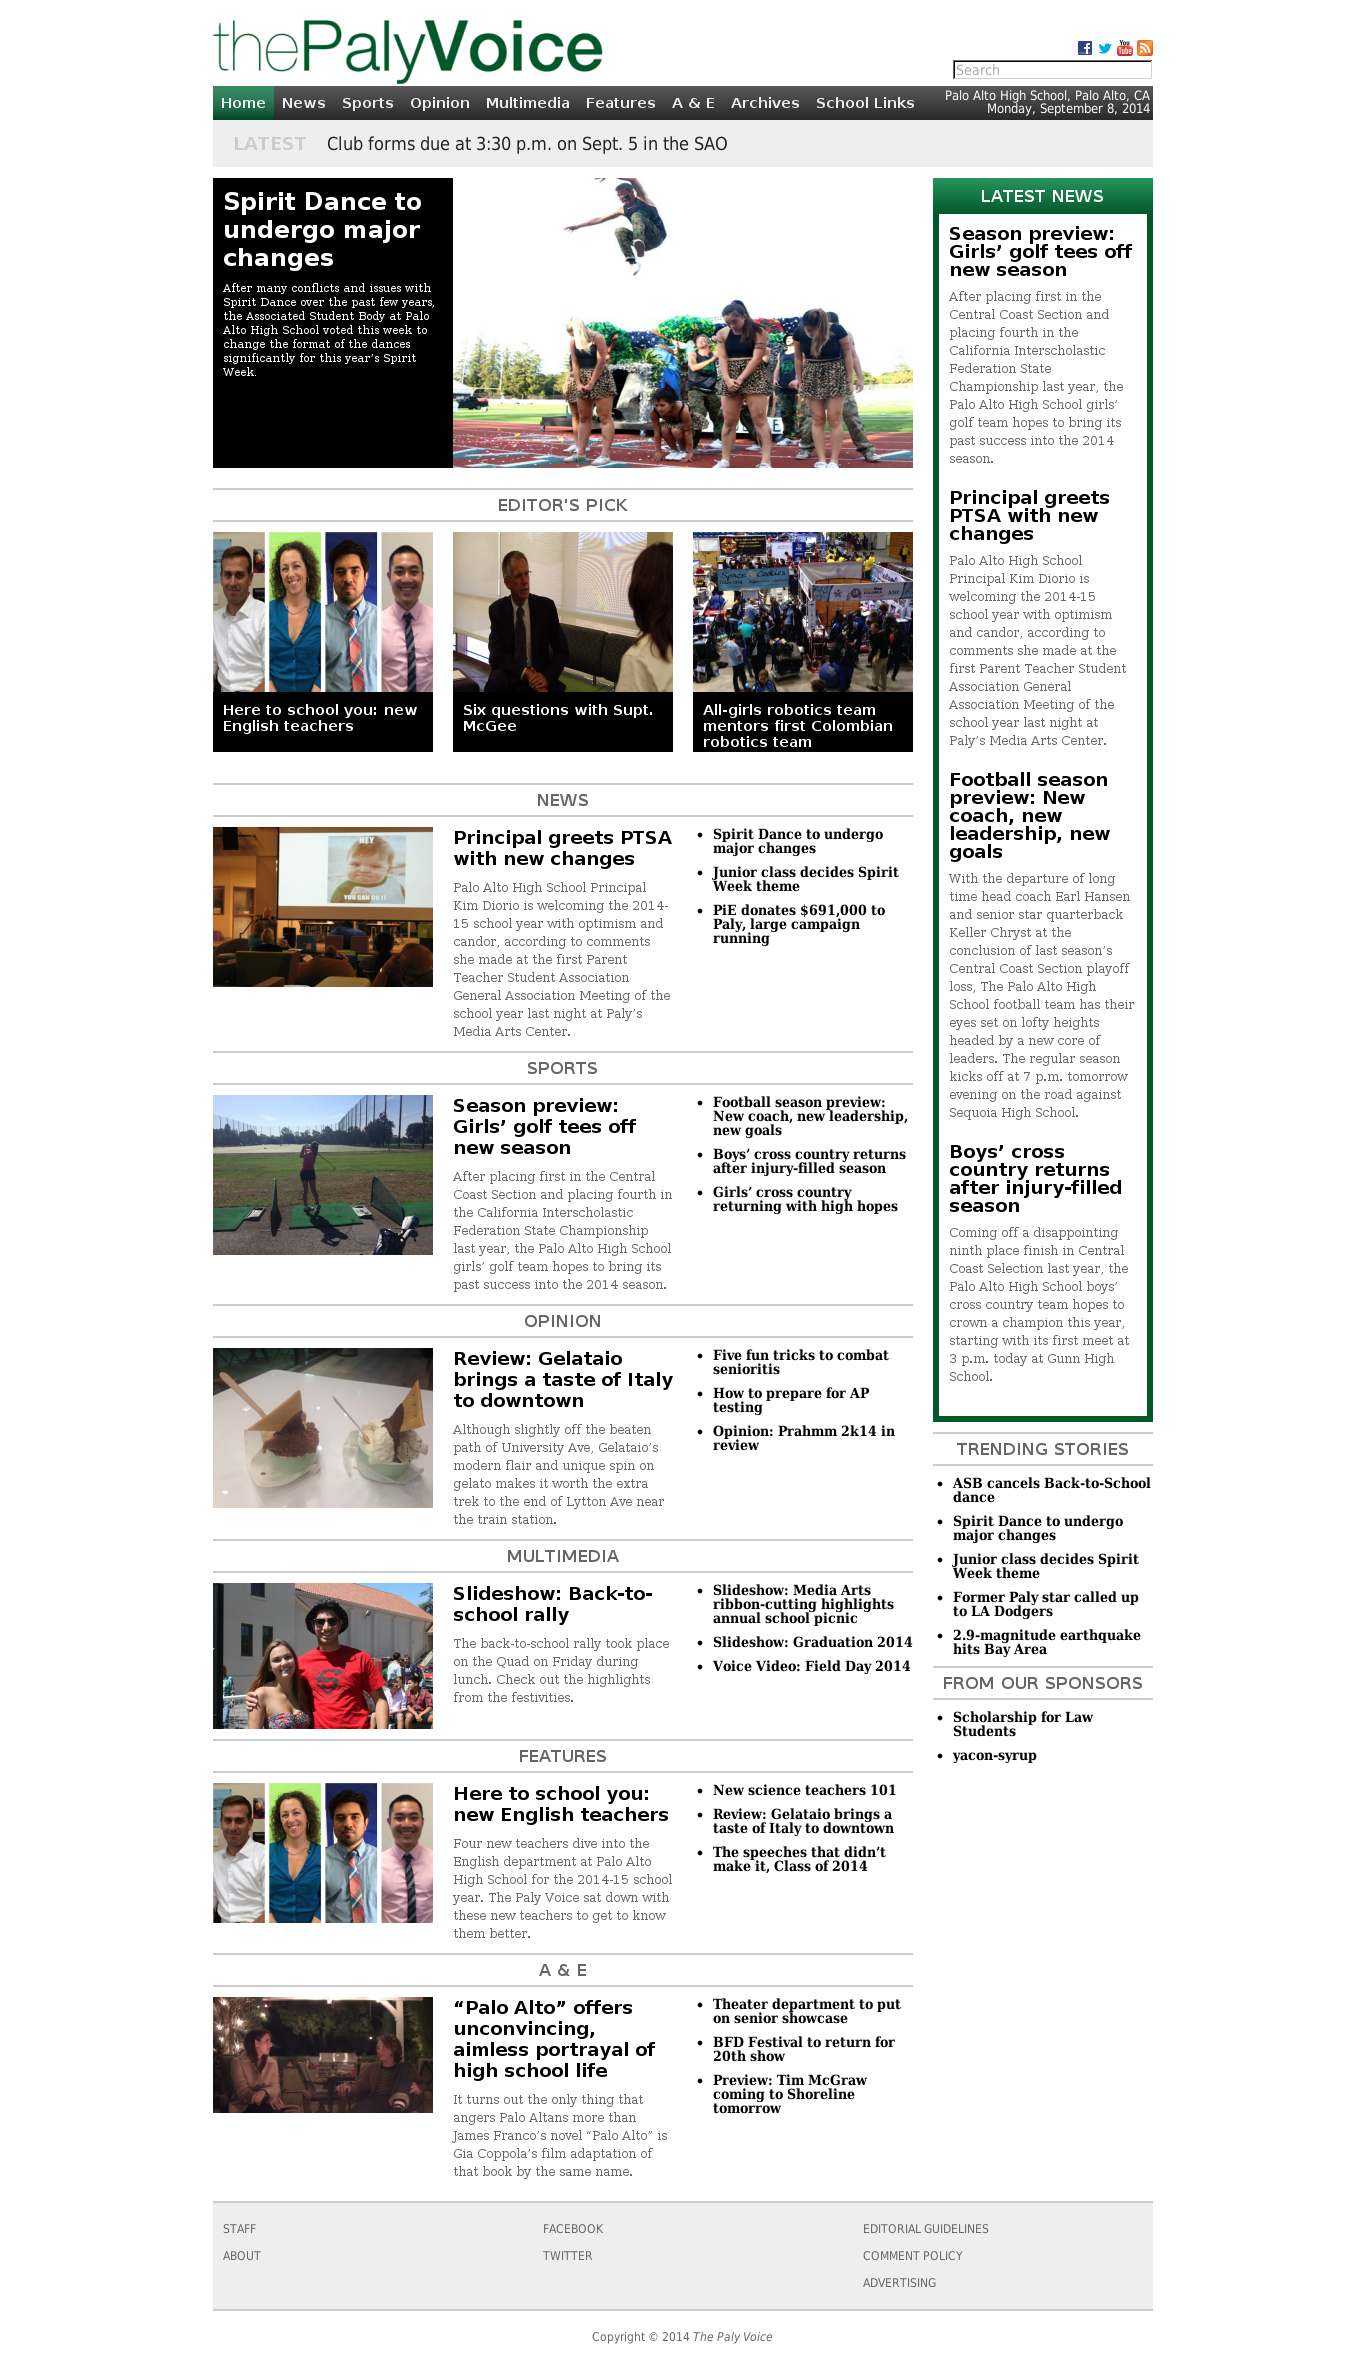 thePalyVoice
You Tube
Search
Home News Sports Opinion Multimedia Features A & E Archives School Links
Palo Alto High School, Palo Alto, CA
Monday, September 8, 2014
LATEST Club forms due at 3:30 p.m. on Sept. 5 in the SAO
Spirit Dance to
undergo major
changes
After many conflicts and issues with
Spirit Dance over the past few years,
the Associated Student Body at Palo
Alto High School voted this week to
change the format of the dances
significantly for this year’s Spirit
Week.
EDITOR'S PICK
Space Cookies
Here to school you: new
English teachers
Six questions with Supt.
McGee
All-girls robotics team
mentors first Colombian
robotics team
NEWS
HEY
YOU CAN DO IT
Principal greets PTSA
with new changes
Palo Alto High School Principal
Kim Diorio is welcoming the 2014-
15 school year with optimism and
candor, according to comments
she made at the first Parent
Teacher Student Association
General Association Meeting of the
school year last night at Paly’s
Media Arts Center.
• Spirit Dance to undergo
major changes
• Junior class decides Spirit
Week theme
• PiE donates $691,000 to
Paly, large campaign
running
SPORTS
Season preview:
Girls’ golf tees off
new season
After placing first in the Central
Coast Section and placing fourth in
the California Interscholastic
Federation State Championship
last year, the Palo Alto High School
girls’ golf team hopes to bring its
past success into the 2014 season.
• Football season preview:
New coach, new leadership,
new goals
• Boys’ cross country returns
after injury-filled season
• Girls’ cross country
returning with high hopes
OPINION
Review: Gelataio
brings a taste of Italy
to downtown
Although slightly off the beaten
path of University Ave, Gelataio’s
modern flair and unique spin on
gelato makes it worth the extra
trek to the end of Lytton Ave near
the train station.
• Five fun tricks to combat
senioritis
• How to prepare for AP
testing
• Opinion: Prahmm 2k14 in
review
MULTIMEDIA
Slideshow: Back-to-
school rally
The back-to-school rally took place
on the Quad on Friday during
lunch. Check out the highlights
from the festivities.
• Slideshow: Media Arts
ribbon-cutting highlights
annual school picnic
• Slideshow: Graduation 2014
• Voice Video: Field Day 2014
FEATURES
Here to school you:
new English teachers
Four new teachers dive into the
English department at Palo Alto
High School for the 2014-15 school
year. The Paly Voice sat down with
these new teachers to get to know
them better.
• New science teachers 101
• Review: Gelataio brings a
taste of Italy to downtown
• The speeches that didn’t
make it, Class of 2014
A & E
“Palo Alto” offers
unconvincing,
aimless portrayal of
high school life
It turns out the only thing that
angers Palo Altans more than
James Franco’s novel “Palo Alto” is
Gia Coppola’s film adaptation of
that book by the same name.
• Theater department to put
on senior showcase
• BFD Festival to return for
20th show
• Preview: Tim McGraw
coming to Shoreline
tomorrow
LATEST NEWS
Season preview:
Girls’ golf tees off
new season
After placing first in the
Central Coast Section and
placing fourth in the
California Interscholastic
Federation State
Championship last year, the
Palo Alto High School girls’
golf team hopes to bring its
past success into the 2014
season.
Principal greets
PTSA with new
changes
Palo Alto High School
Principal Kim Diorio is
welcoming the 2014-15
school year with optimism
and candor, according to
comments she made at the
first Parent Teacher Student
Association General
Association Meeting of the
school year last night at
Paly’s Media Arts Center.
Football season
preview: New
coach, new
leadership, new
goals
With the departure of long
time head coach Earl Hansen
and senior star quarterback
Keller Chryst at the
conclusion of last season’s
Central Coast Section playoff
loss, The Palo Alto High
School football team has their
eyes set on lofty heights
headed by a new core of
leaders. The regular season
kicks off at 7 p.m. tomorrow
evening on the road against
Sequoia High School.
Boys’ cross
country returns
after injury-filled
season
Coming off a disappointing
ninth place finish in Central
Coast Selection last year, the
Palo Alto High School boys’
cross country team hopes to
crown a champion this year,
starting with its first meet at
3 p.m. today at Gunn High
School.
TRENDING STORIES
• ASB cancels Back-to-School
dance
• Spirit Dance to undergo
major changes
• Junior class decides Spirit
Week theme
• Former Paly star called up
to LA Dodgers
• 2.9-magnitude earthquake
hits Bay Area
FROM OUR SPONSORS
• Scholarship for Law
Students
• yacon-syrup
STAFF
ABOUT
FACEBOOK
TWITTER
EDITORIAL GUIDELINES
COMMENT POLICY
ADVERTISING
Copyright © 2014 The Paly Voice